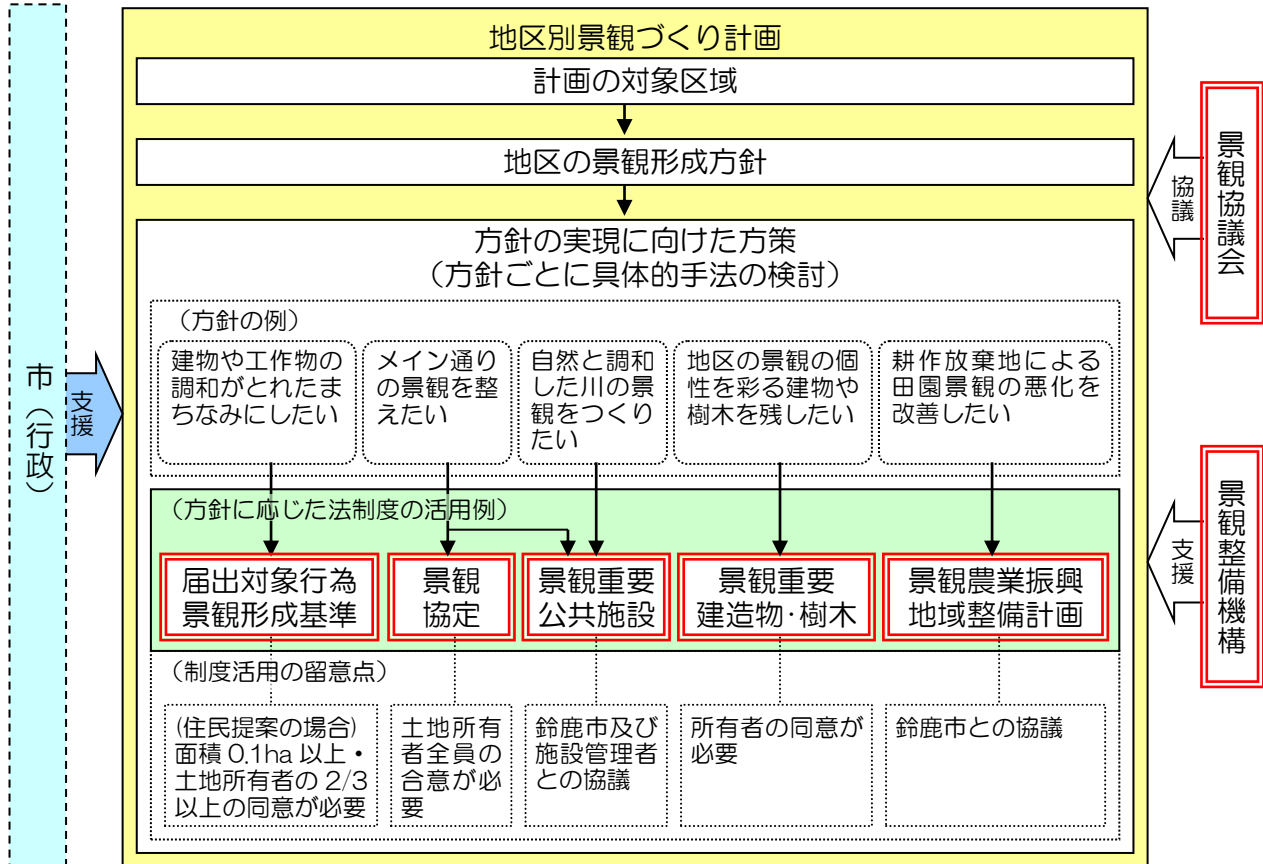 地区別景観づくり計画
計画の対象区域
地区の景観形成方針
方針の実現に向けた方策
（方針ごとに具体的手法の検討）
（方針の例）
建物や工作物の
調和がとれたま
ちなみにしたい
メイン通り
の景観を整
えたい
自然と調和
した川の景
観をつくり
たい
地区の景観の個
性を彩る建物や
樹木を残したい
耕作放棄地による
田園景観の悪化を
改善したい
（方針に応じた法制度の活用例）
届出対象行為
景観形成基準
景観
協定
景観重要
公共施設
景観重要
建造物・樹木
景観農業振興
地域整備計画
（制度活用の留意点）
(住民提案の場合)
面積 0.1ha 以上・
土地所有者の 2/3
以上の同意が必要
土地所有
者全員の
合意が必
要
鈴鹿市及び
施設管理者
との協議
所有者の同意が
必要
鈴鹿市との協議
市（行政）
支援
景観協議会
協議
景観整備機構
支援